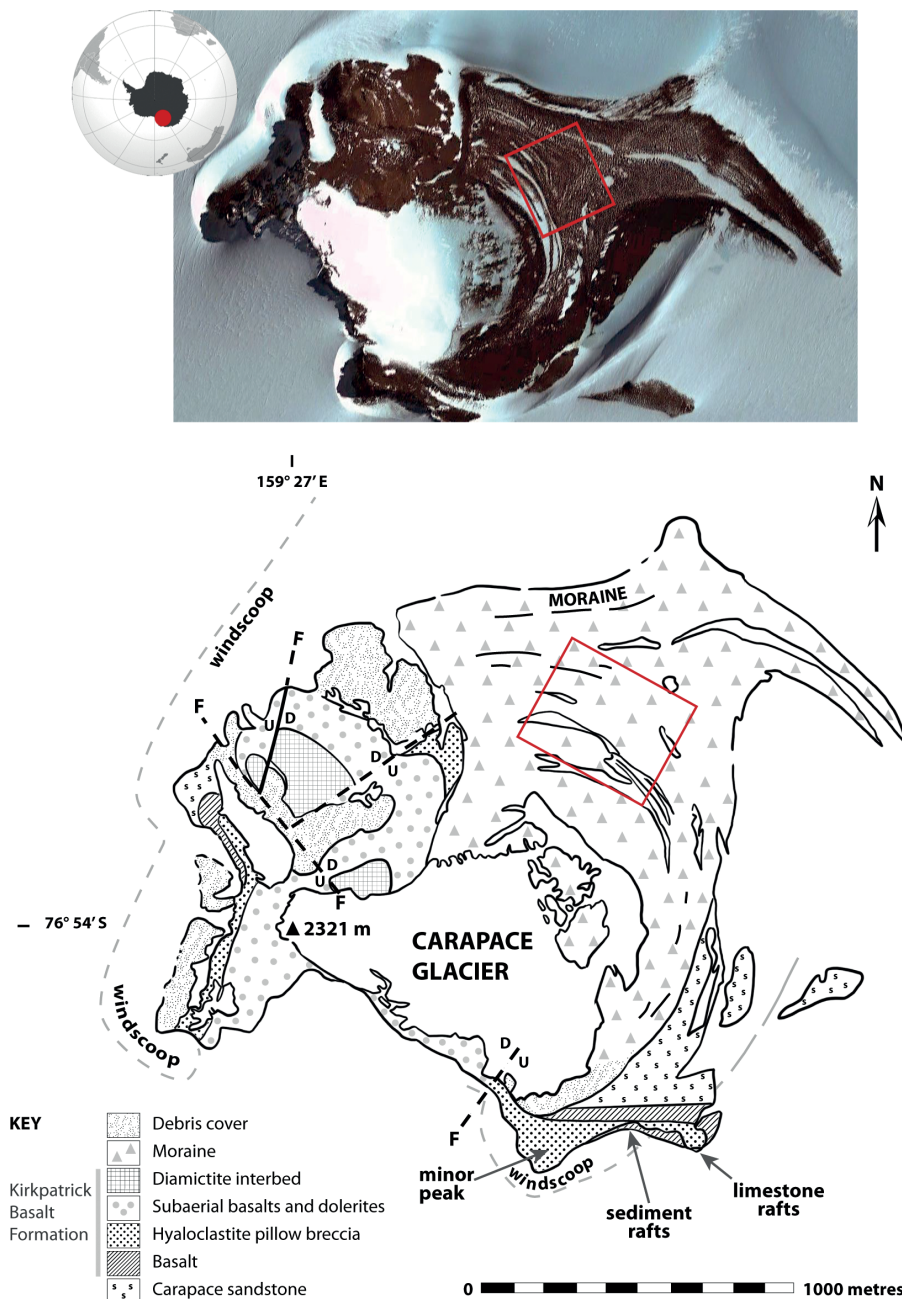 159° 27′ E
N
windscoop
MORAINE
F
F
U
D
D
U
D
U
F
76° 54′ S
▲ 2321 m
CARAPACE
GLACIER
windscoop
D
U
F
KEY
Debris cover
Moraine
Diamictite interbed
Kirkpatrick
Basalt
Formation
Subaerial basalts and dolerites
Hyaloclastite pillow breccia
Basalt
s s s Carapace sandstone
minor
peak
windscoop
sediment
rafts
limestone
rafts
0 1000 metres